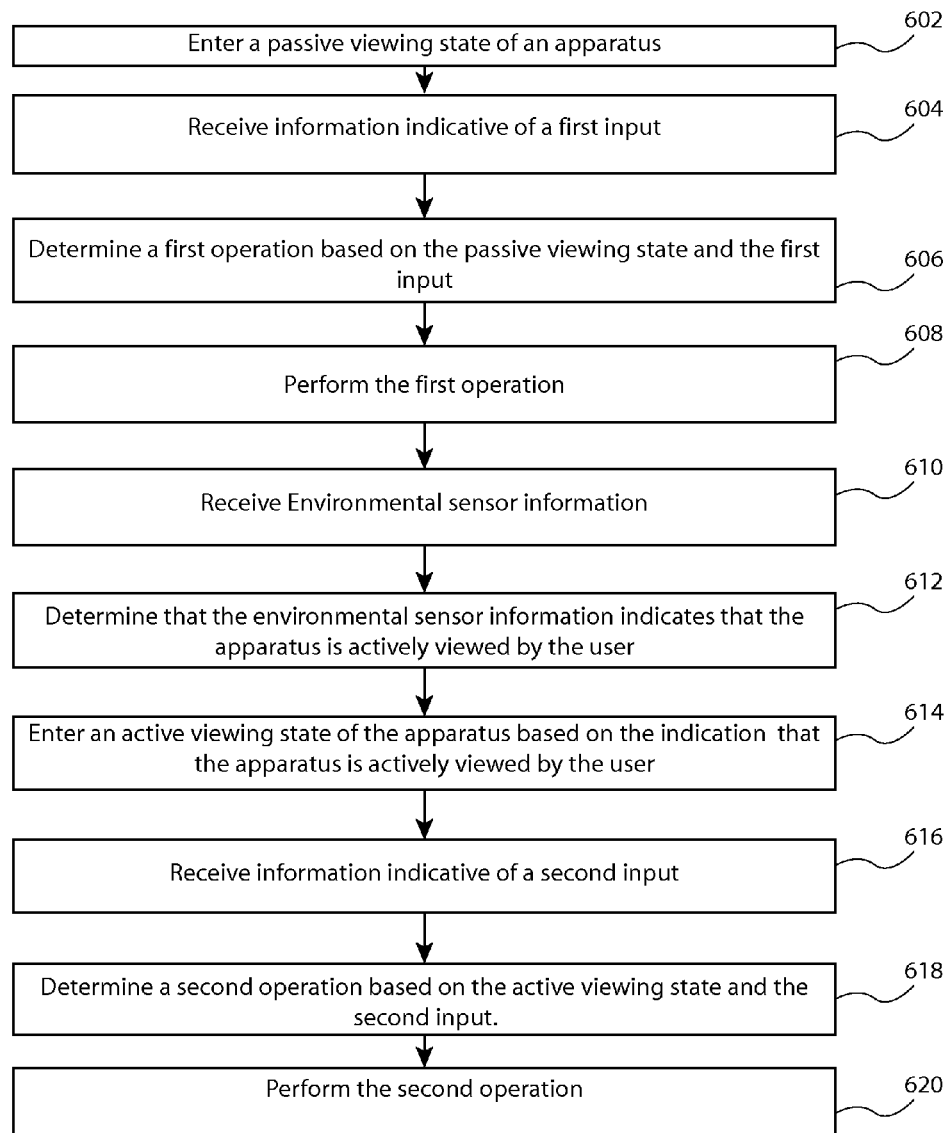 602
Enter a passive viewing state of an apparatus
604
Receive information indicative of a first input
606
Determine a first operation based on the passive viewing state and the first
input
608
Perform the first operation
610
Receive Environmental sensor information
612
Determine that the environmental sensor information indicates that the
apparatus is actively viewed by the user
614
Enter an active viewing state of the apparatus based on the indication that
the apparatus is actively viewed by the user
616
Receive information indicative of a second input
618
Determine a second operation based on the active viewing state and the
second input.
620
Perform the second operation